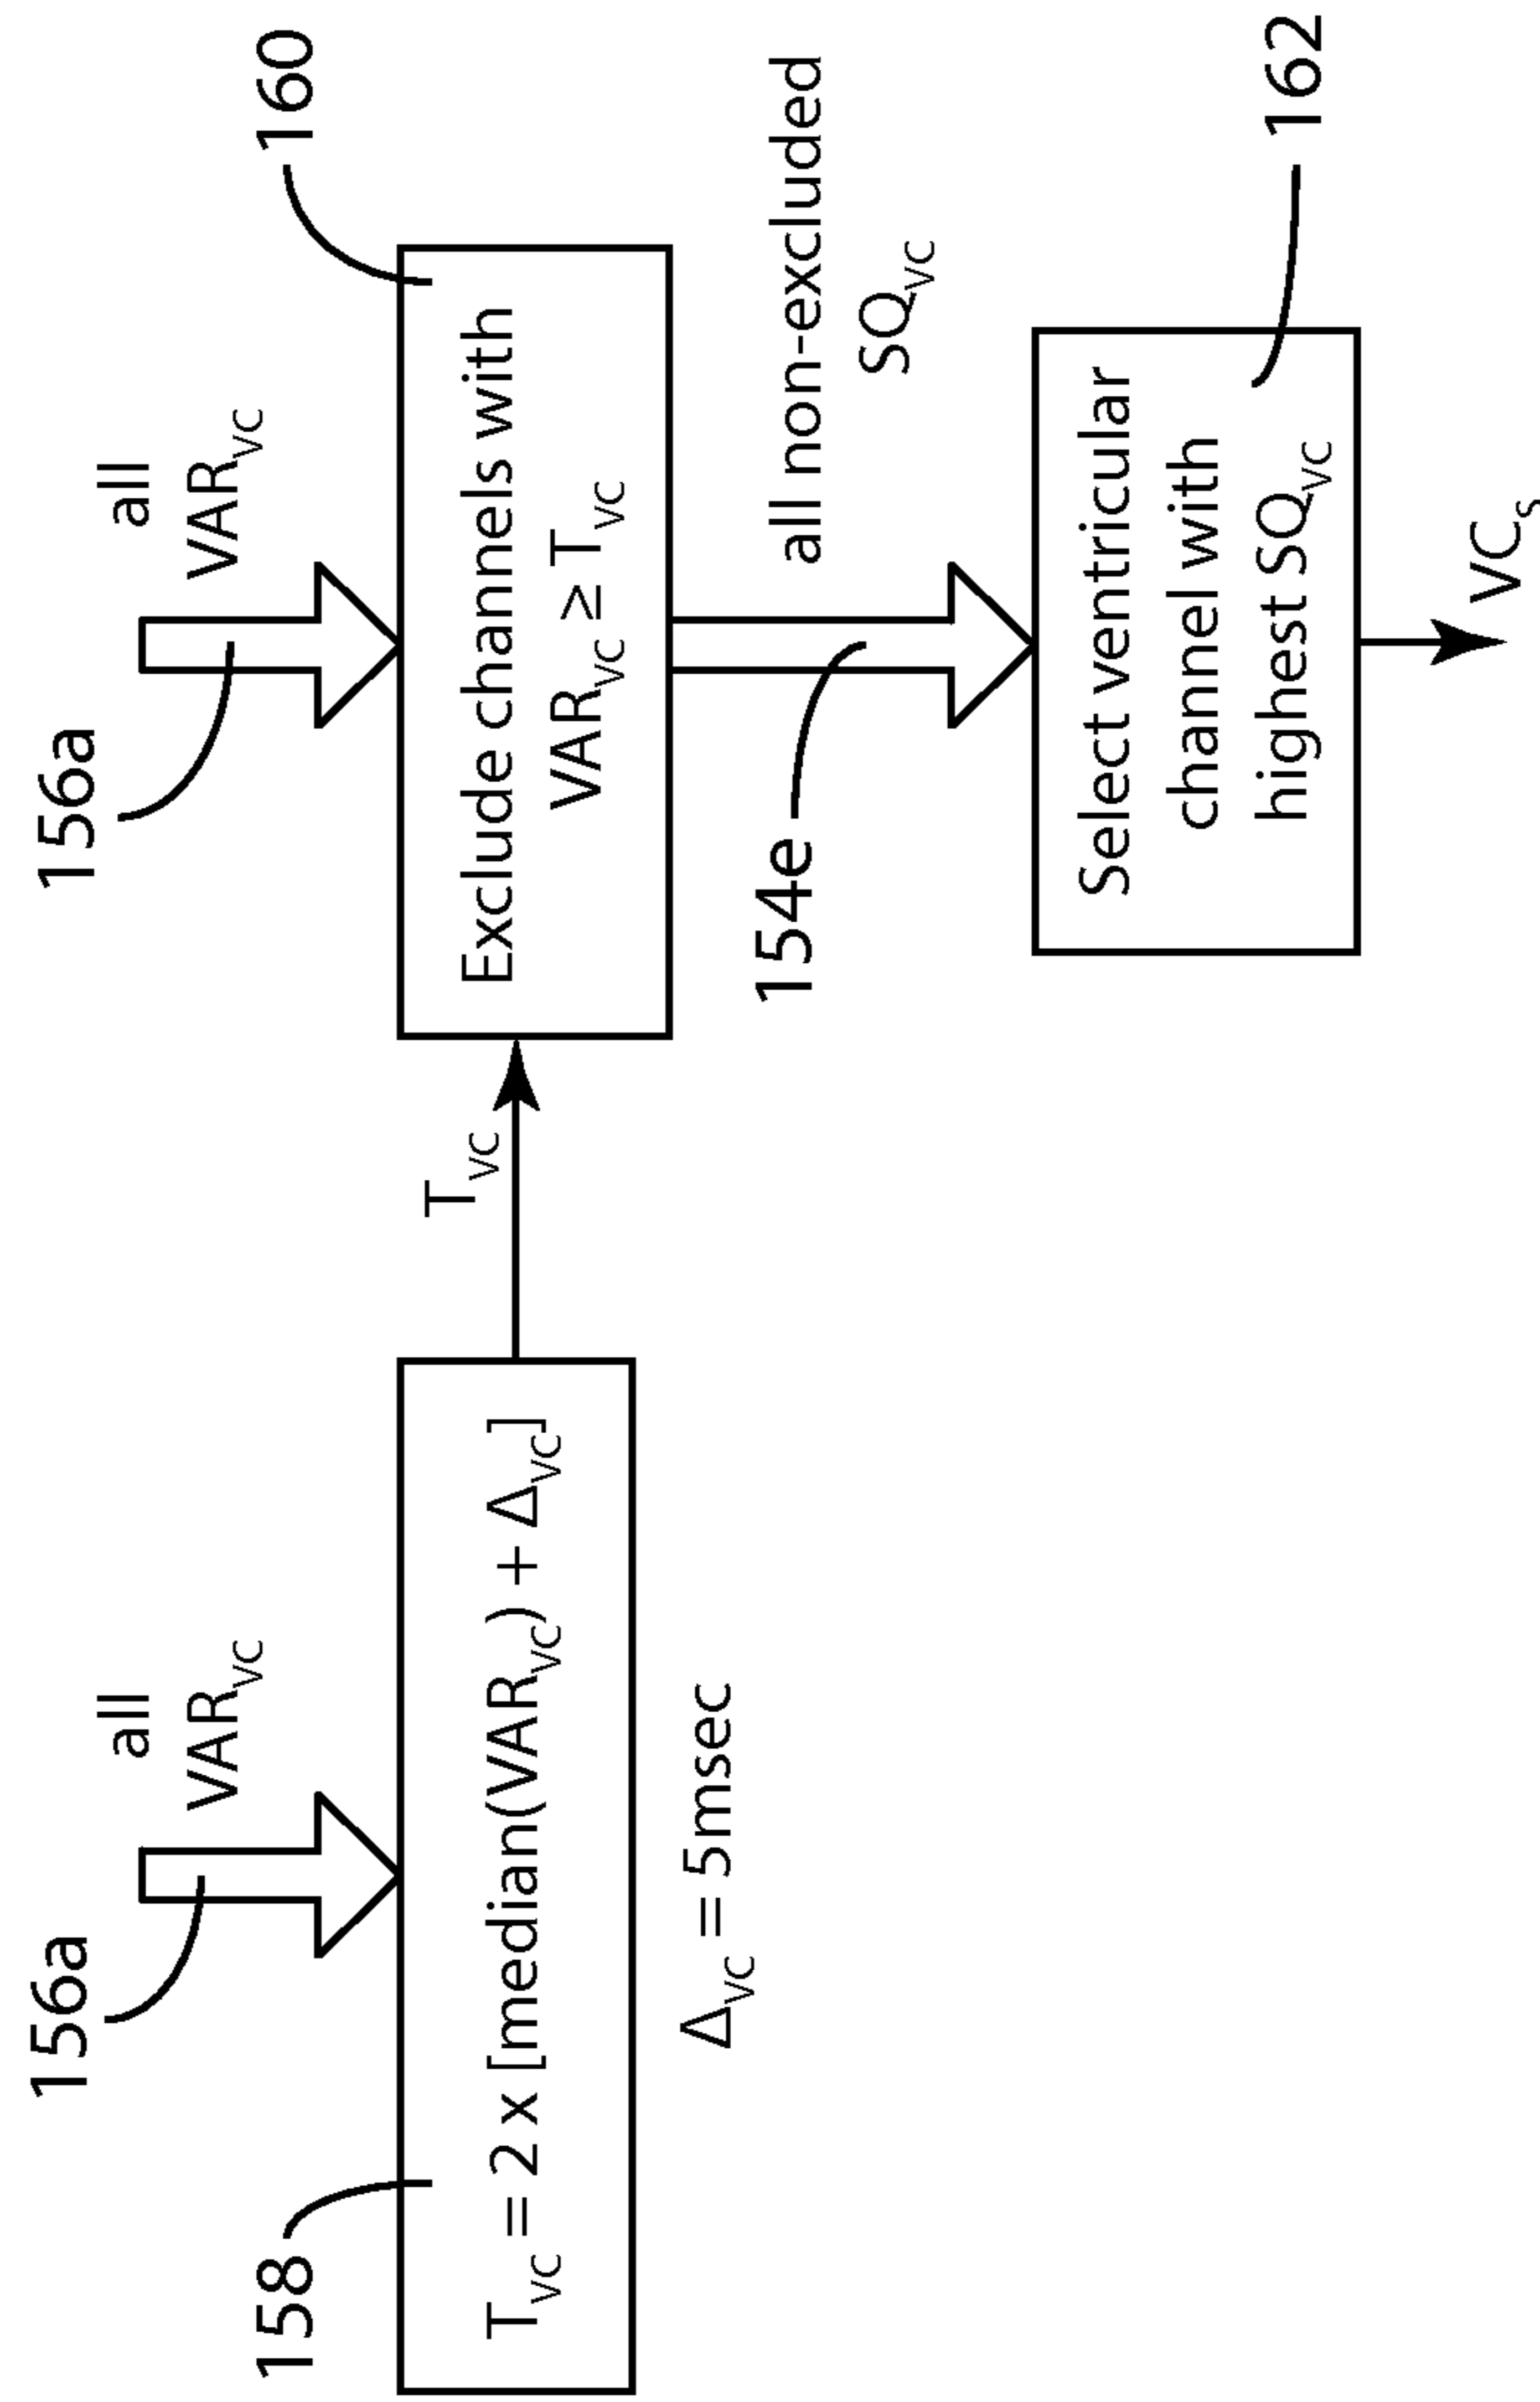 156a
all
VAR_VC
158
T_VC = 2 x [median(VAR_VC) + Δ_VC]
Δ_VC = 5msec
T_VC
156a
all
VAR_VC
160
Exclude channels with
VAR_VC ≥ T_VC
154e
all non-excluded
SQ_VC
Select ventricular
channel with
highest SQ_VC
162
VC_s